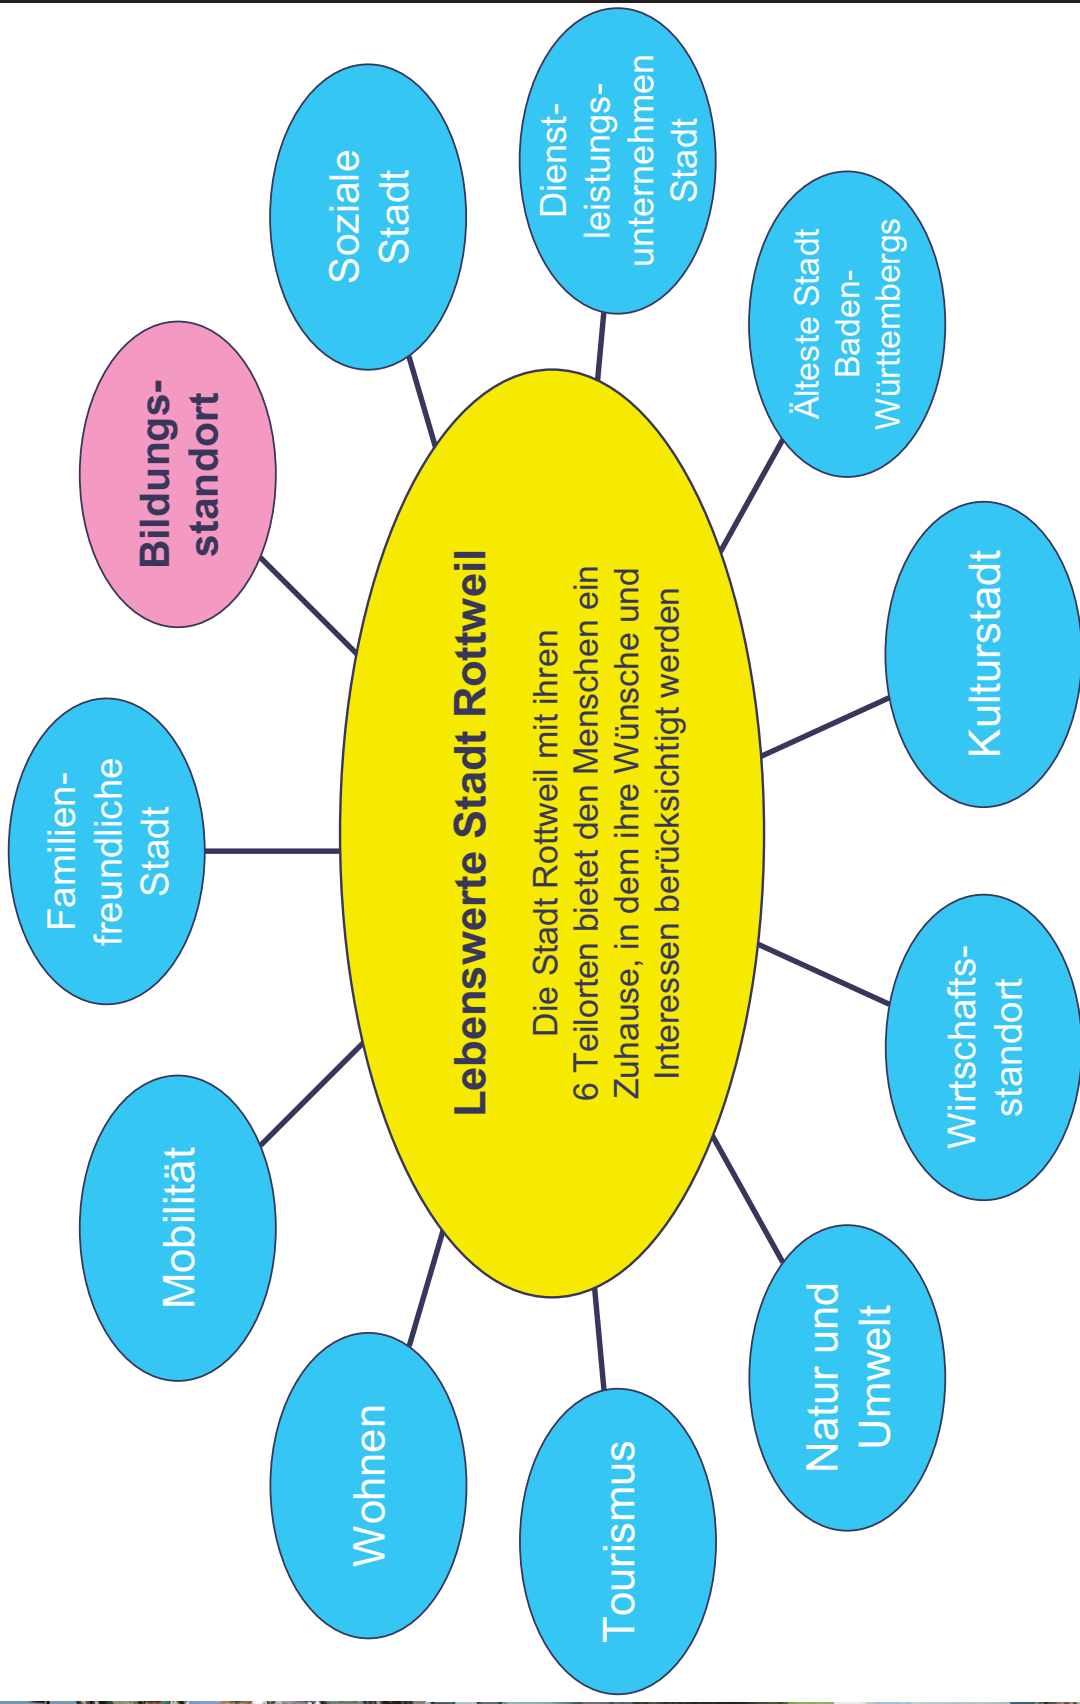 Familien-
freundliche
Stadt
Bildungs-
standort
Soziale
Stadt
Dienst-
leistungs-
unternehmen
Stadt
Älteste Stadt
Baden-
Württembergs
Kulturstadt
Wirtschafts-
standort
Natur und
Umwelt
Tourismus
Wohnen
Mobilität
Lebenswerte Stadt Rottweil
Die Stadt Rottweil mit ihren
6 Teilorten bietet den Menschen ein
Zuhause, in dem ihre Wünsche und
Interessen berücksichtigt werden